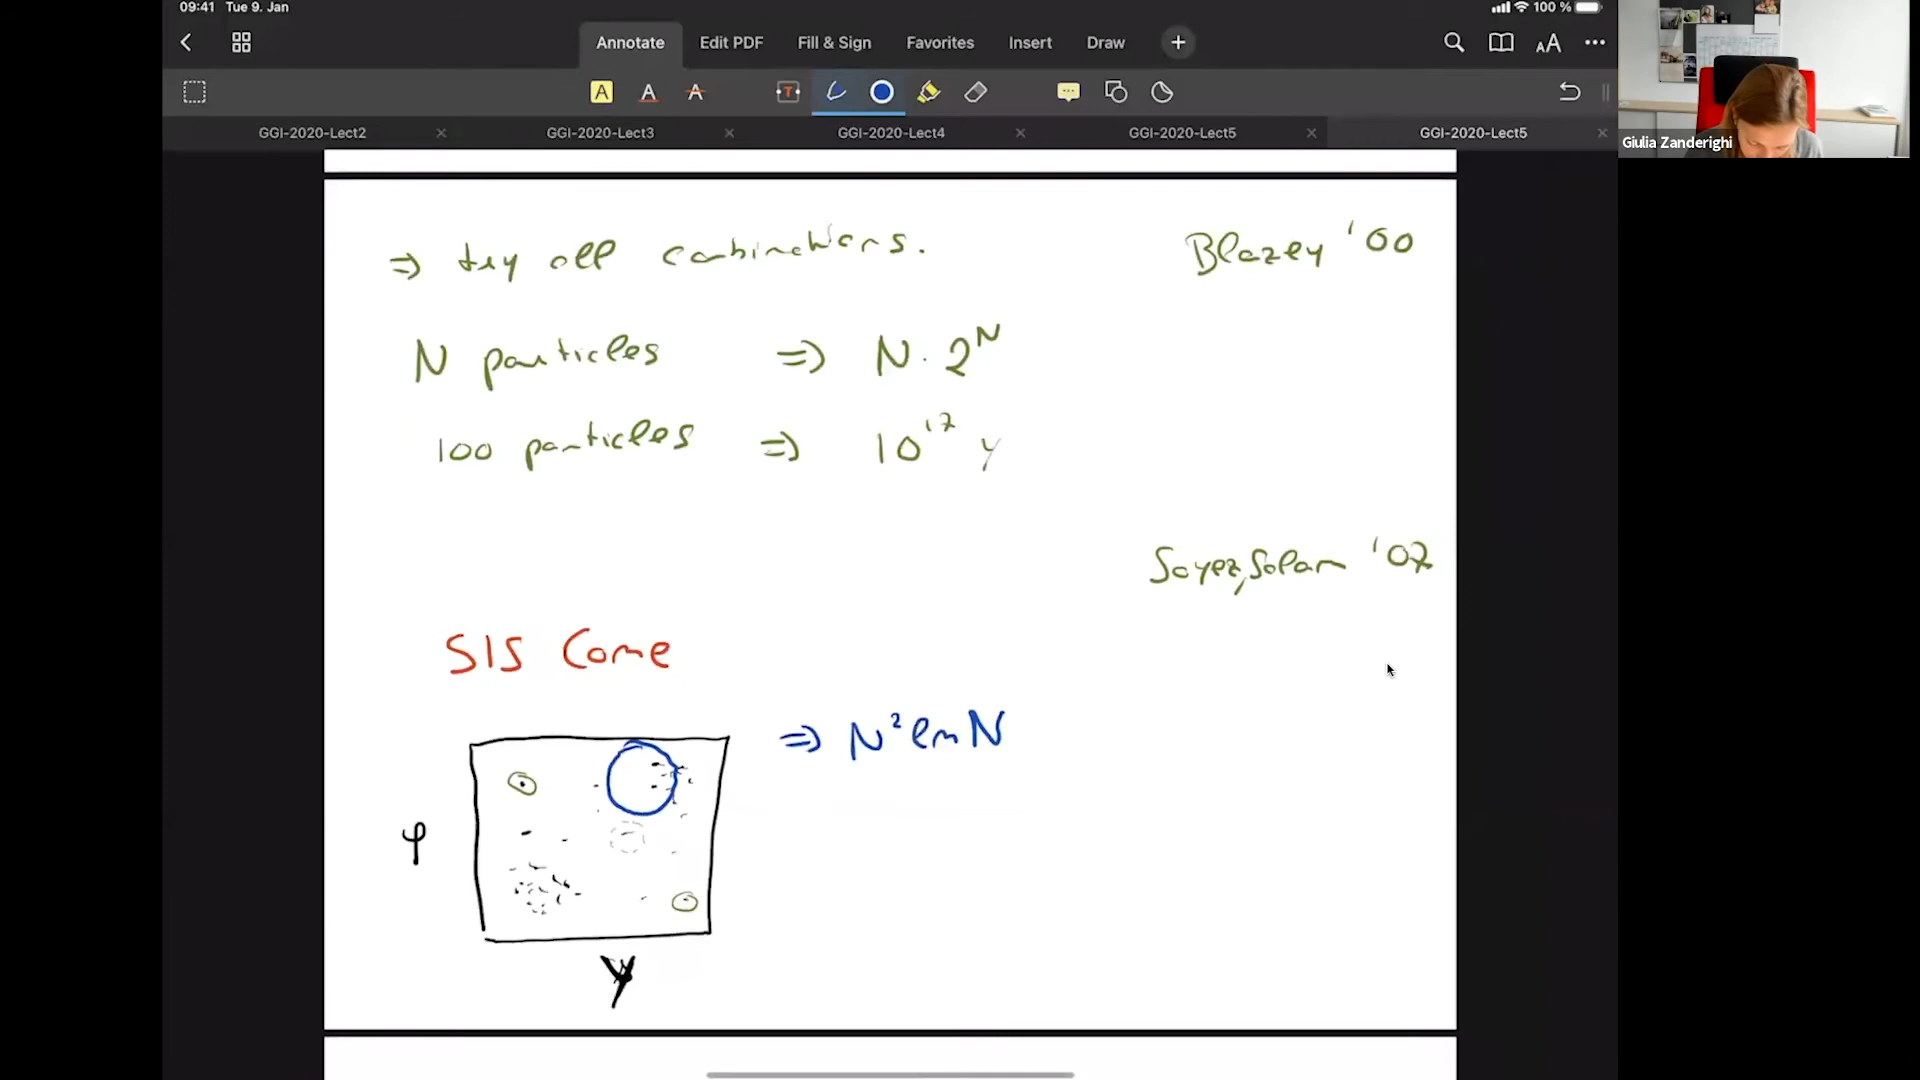 09:41 Tue 9. Jan
100 %
Annotate Edit PDF Fill & Sign Favorites Insert Draw
GGI-2020-Lect2 GGI-2020-Lect3 GGI-2020-Lect4 GGI-2020-Lect5 GGI-2020-Lect5
Giulia Zanderighi
⇒ try all combinations. Blazey '00
N particles ⇒ N · 2^N
100 particles ⇒ 10^17 y
Soyez, Salam '07
SIS Cone
⇒ N² ln N
φ
y